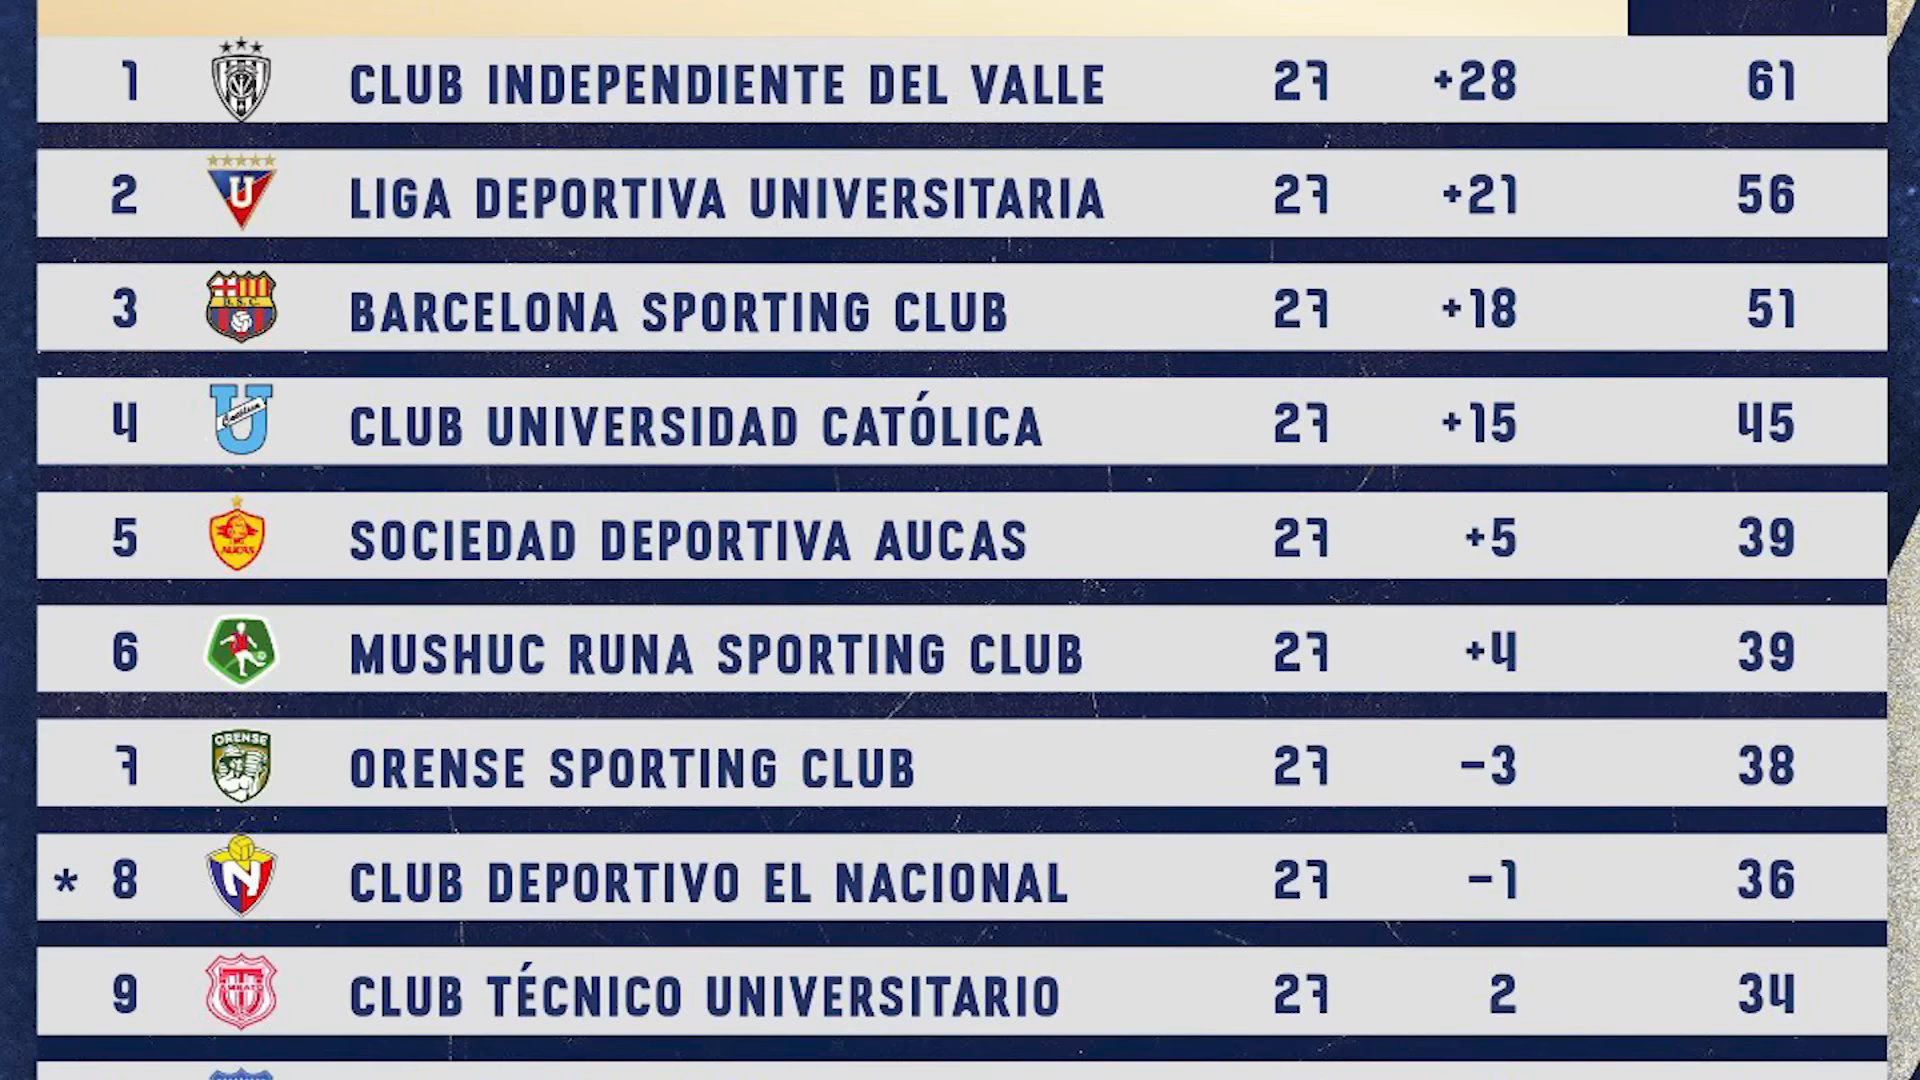 1 CLUB INDEPENDIENTE DEL VALLE 27 +28 61
2 U LIGA DEPORTIVA UNIVERSITARIA 27 +21 56
3 B.S.C. BARCELONA SPORTING CLUB 27 +18 51
4 CLUB UNIVERSIDAD CATÓLICA 27 +15 45
5 AUCAS SOCIEDAD DEPORTIVA AUCAS 27 +5 39
6 MUSHUC RUNA SPORTING CLUB 27 +4 39
7 ORENSE ORENSE SPORTING CLUB 27 -3 38
* 8 N CLUB DEPORTIVO EL NACIONAL 27 -1 36
9 CLUB TÉCNICO UNIVERSITARIO 27 2 34